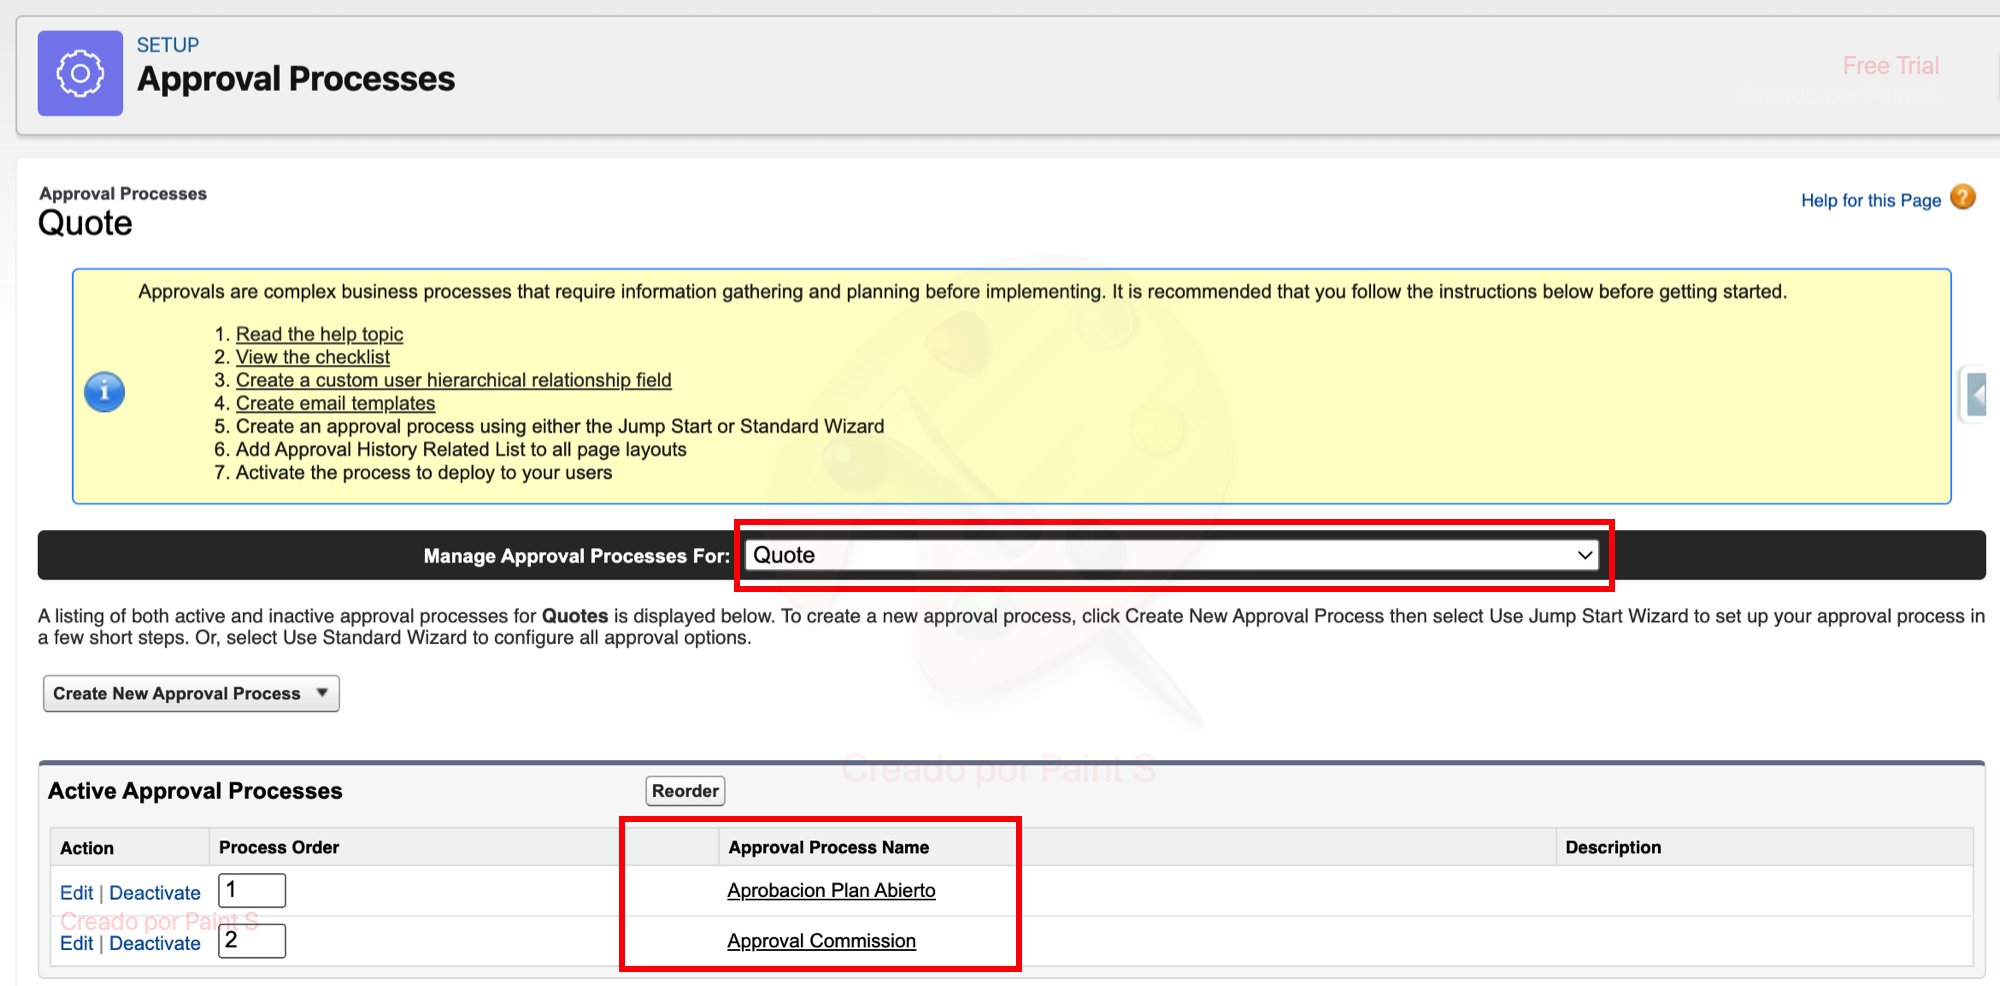 SETUP
Approval Processes
Free Trial
Approval Processes
Quote
Help for this Page ?
Approvals are complex business processes that require information gathering and planning before implementing. It is recommended that you follow the instructions below before getting started.
1. Read the help topic
2. View the checklist
3. Create a custom user hierarchical relationship field
4. Create email templates
5. Create an approval process using either the Jump Start or Standard Wizard
6. Add Approval History Related List to all page layouts
7. Activate the process to deploy to your users
Manage Approval Processes For: Quote
A listing of both active and inactive approval processes for Quotes is displayed below. To create a new approval process, click Create New Approval Process then select Use Jump Start Wizard to set up your approval process in
a few short steps. Or, select Use Standard Wizard to configure all approval options.
Create New Approval Process
Creado por Paint S
Active Approval Processes Reorder
Action Process Order Approval Process Name Description
Edit | Deactivate 1 Aprobacion Plan Abierto
Creado por Paint S
Edit | Deactivate 2 Approval Commission